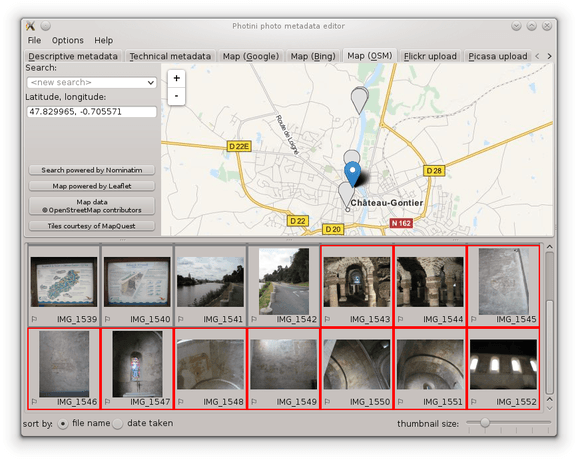 Photini photo metadata editor
File Options Help
Descriptive metadata Technical metadata Map (Google) Map (Bing) Map (OSM) Flickr upload Picasa upload
Search:
<new search>
Latitude, longitude:
47.829965, -0.705571
Search powered by Nominatim
Map powered by Leaflet
Map data
© OpenStreetMap contributors
Tiles courtesy of MapQuest
+
-
Route de Loigné
D 22E
D 28
Château-Gontier
D 22
D 20
N 162
IMG_1539 IMG_1540 IMG_1541 IMG_1542 IMG_1543 IMG_1544 IMG_1545
IMG_1546 IMG_1547 IMG_1548 IMG_1549 IMG_1550 IMG_1551 IMG_1552
sort by: file name date taken thumbnail size: